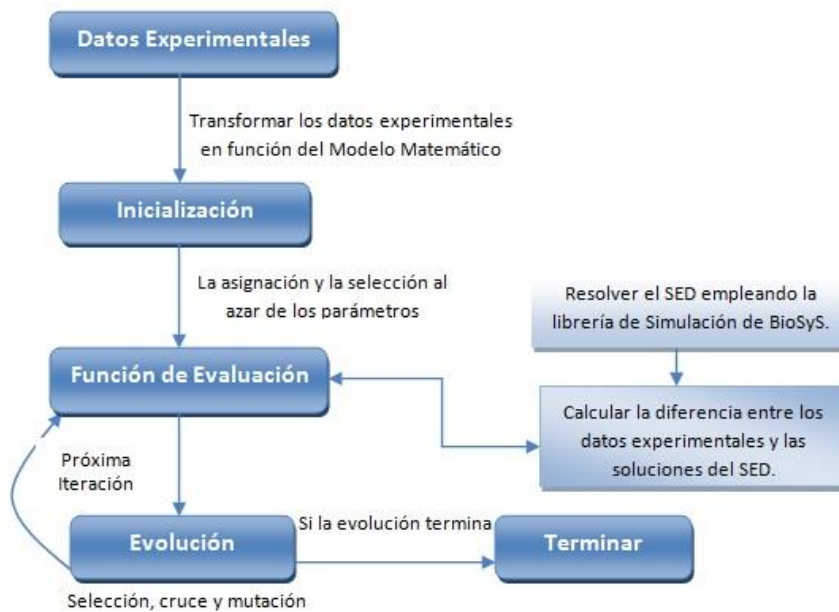 Datos Experimentales
Transformar los datos experimentales
en función del Modelo Matemático
Inicialización
La asignación y la selección al
azar de los parámetros
Resolver el SED empleando la
librería de Simulación de BioSyS.
Función de Evaluación
Calcular la diferencia entre los
datos experimentales y las
soluciones del SED.
Próxima
Iteración
Evolución
Si la evolución termina
Terminar
Selección, cruce y mutación